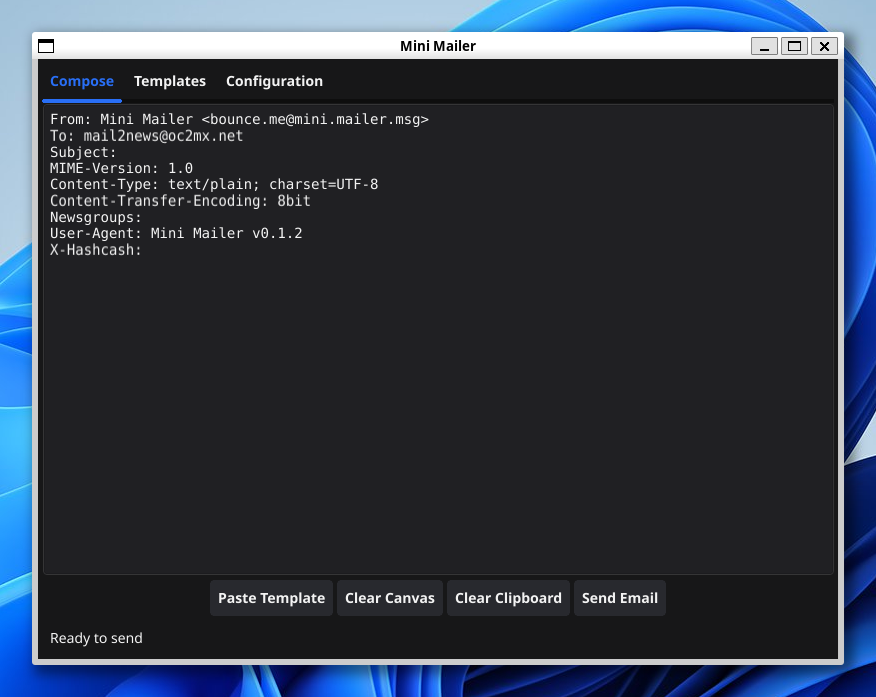 Mini Mailer
Compose Templates Configuration
From: Mini Mailer <bounce.me@mini.mailer.msg>
To: mail2news@oc2mx.net
Subject:
MIME-Version: 1.0
Content-Type: text/plain; charset=UTF-8
Content-Transfer-Encoding: 8bit
Newsgroups:
User-Agent: Mini Mailer v0.1.2
X-Hashcash:
Paste Template Clear Canvas Clear Clipboard Send Email
Ready to send